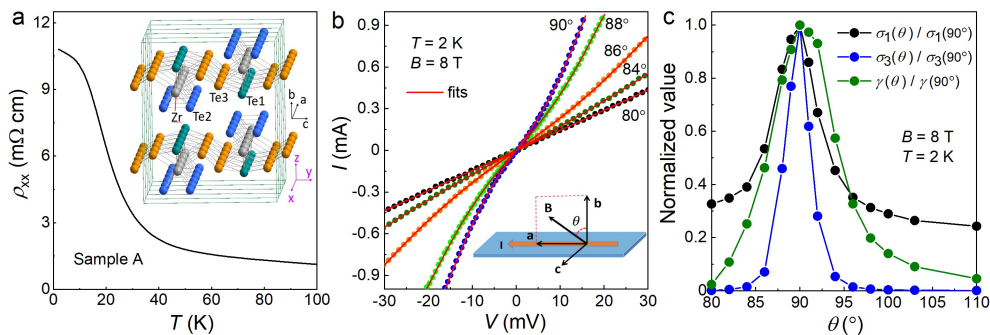 a
ρxx (mΩ cm)
12
9
6
3
0
0 20 40 60 80 100
T (K)
Sample A
Te3 Te1
Zr Te2
b a
c
z
y
x
b
I (mA)
0.9
0.6
0.3
0
-0.3
-0.6
-0.9
-30 -20 -10 0 10 20 30
V (mV)
T = 2 K
B = 8 T
fits
90° 88°
86°
84°
80°
b
B θ
a
I
c
c
Normalized value
1.0
0.8
0.6
0.4
0.2
0.0
80 85 90 95 100 105 110
θ (°)
σ1(θ) / σ1(90°)
σ3(θ) / σ3(90°)
γ(θ) / γ(90°)
B = 8 T
T = 2 K